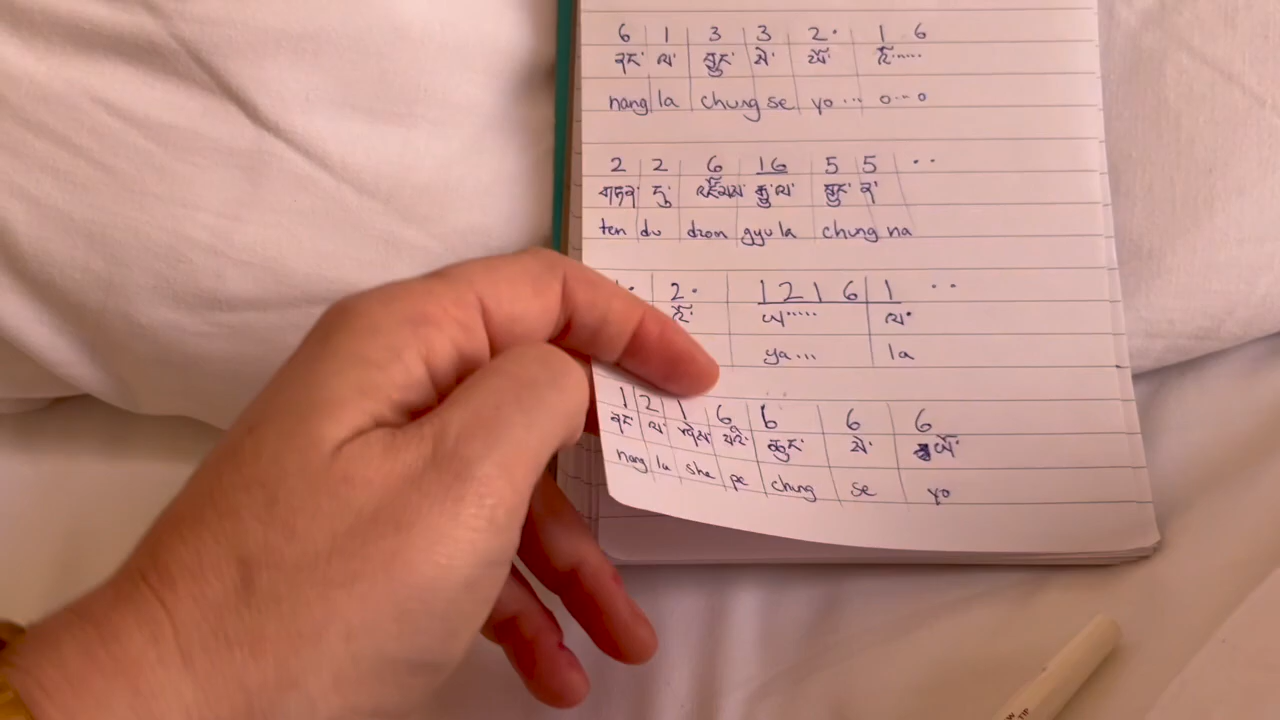 6 1 3 3 2· 1 6
ནང་ ལ་ ཆུང་ སེ་ ཡོ་ ཧོ་.....
nang la chung se yo... o...o
2 2 6 16 5 5 ..
གཏན་ དུ་ འཛོམས་ རྒྱུ་ལ་ ཆུང་ ན་
ten du dzom gyu la chung na
2· 1216 1 ..
ཧོ་ ཡ..... ལ་
ya... la
1 2 1 6 6 6 6
ནང་ ལ་ ཤེས་ པའི་ ཆུང་ སེ་ ཡོ་
nang la she pe chung se yo